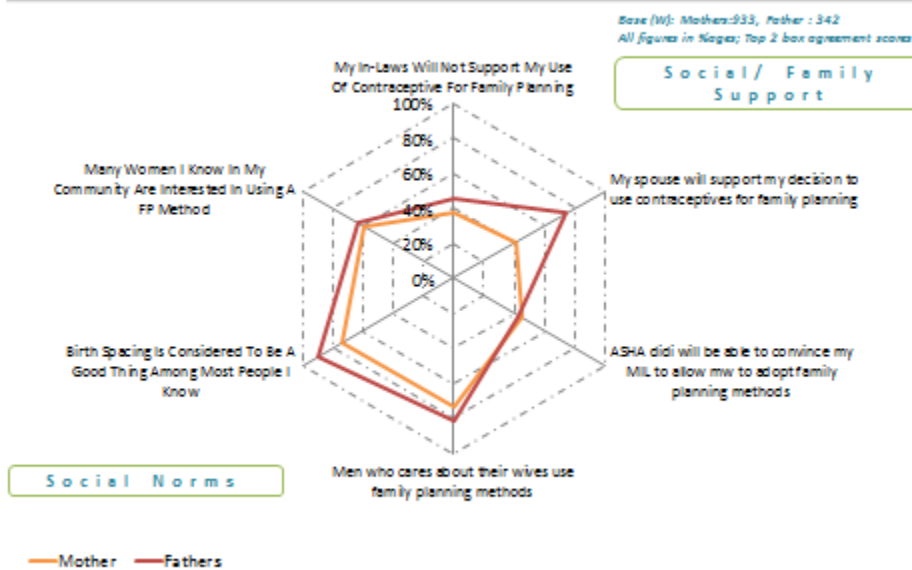 Base (W): Mothers:933, Father : 342
All figures in %ages; Top 2 box agreement scores
Social/ Family
Support
My In-Laws Will Not Support My Use
Of Contraceptive For Family Planning
100%
80%
60%
40%
20%
0%
My spouse will support my decision to
use contraceptives for family planning
ASHA didi will be able to convince my
MIL to allow mw to adopt family
planning methods
Men who cares about their wives use
family planning methods
Birth Spacing Is Considered To Be A
Good Thing Among Most People I
Know
Many Women I Know In My
Community Are Interested In Using A
FP Method
Social Norms
Mother
Fathers